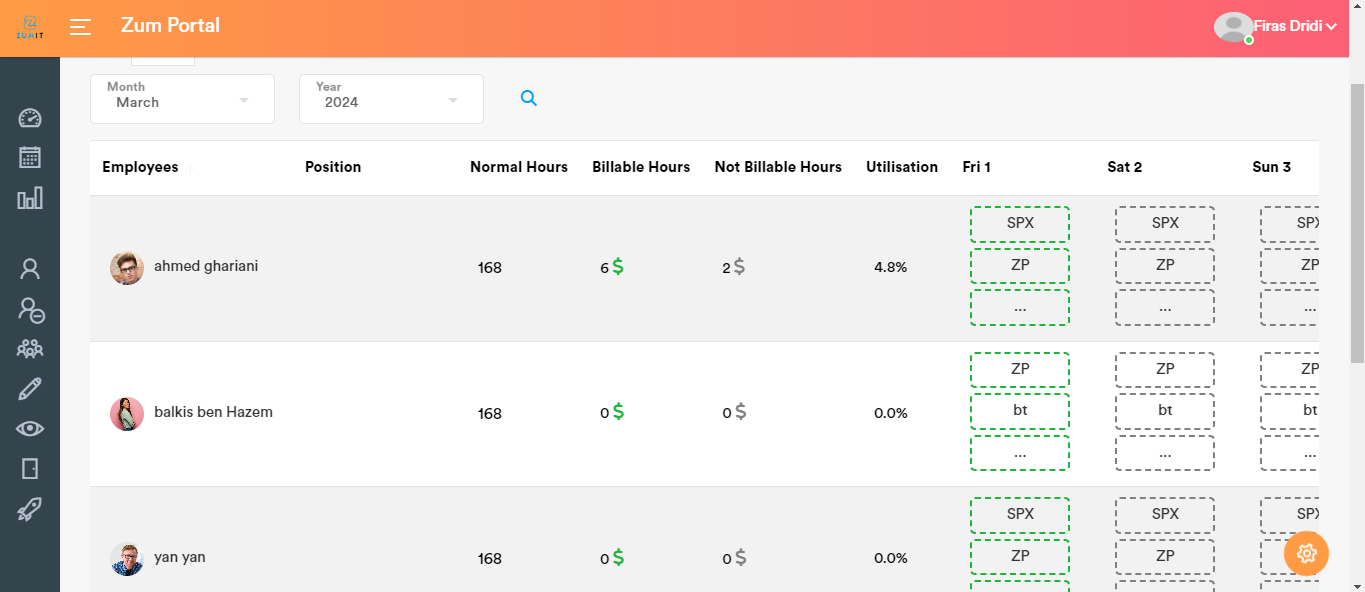 ZUMIT
Zum Portal
Firas Dridi
Month
March
Year
2024
Employees Position Normal Hours Billable Hours Not Billable Hours Utilisation Fri 1 Sat 2 Sun 3
SPX SPX SPX
ahmed ghariani 168 6 $ 2 $ 4.8% ZP ZP ZP
... ... ...
ZP ZP ZP
balkis ben Hazem 168 0 $ 0 $ 0.0% bt bt bt
... ... ...
SPX SPX SPX
yan yan 168 0 $ 0 $ 0.0% ZP ZP